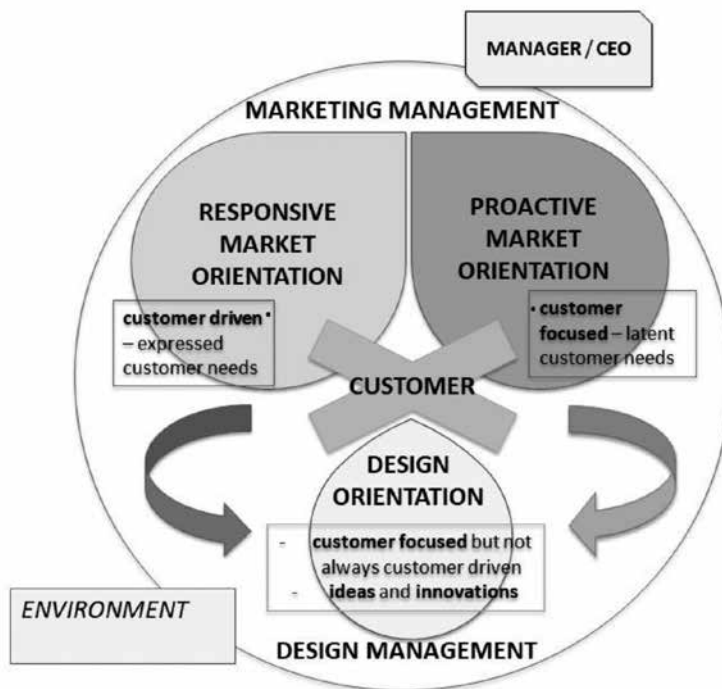 MANAGER / CEO
MARKETING MANAGEMENT
RESPONSIVE
MARKET
ORIENTATION
PROACTIVE
MARKET
ORIENTATION
customer driven
– expressed
customer needs
• customer
focused – latent
customer needs
CUSTOMER
DESIGN
ORIENTATION
- customer focused but not
always customer driven
- ideas and innovations
ENVIRONMENT
DESIGN MANAGEMENT